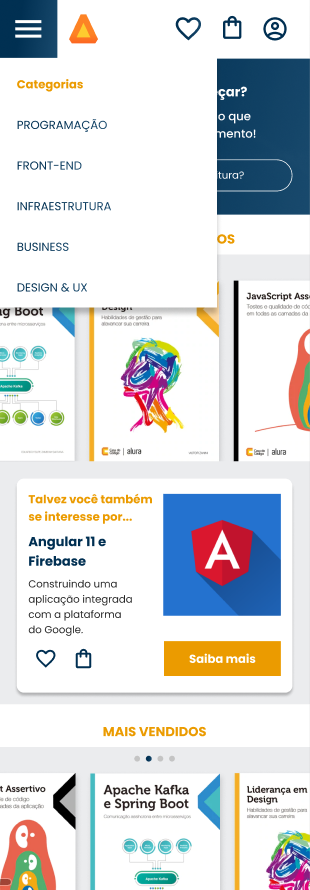 Categorias
çar?
PROGRAMAÇÃO
o que
mento!
FRONT-END
tura?
INFRAESTRUTURA
OS
BUSINESS
DESIGN & UX
g Boot
Design
Habilidades de gestão para
alavancar sua carreira
JavaScript Ass
Testes e qualidade de cód
em todas as camadas da
Apache Kafka
Casa do
Código
alura
Casa do
Código
alura
Talvez você também
se interesse por...
Angular 11 e
Firebase
Construindo uma
aplicação integrada
com a plataforma
do Google.
A
Saiba mais
MAIS VENDIDOS
t Assertivo
de código
adas da aplicação
Apache Kafka
e Spring Boot
Comunicação assíncrona entre microsserviços
Apache Kafka
Liderança em
Design
Habilidades de gestão para
alavancar sua carreira